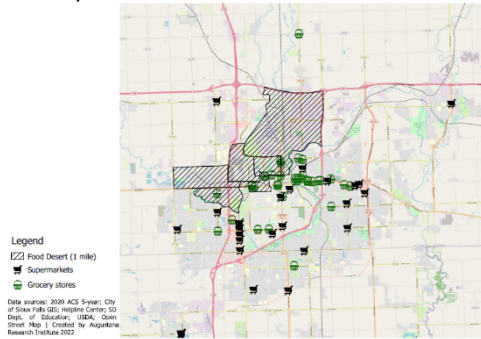 Legend
Food Desert (1 mile)
Supermarkets
Grocery stores
Data sources: 2020 ACS 5-year; City
of Sioux Falls GIS; Helpline Center; SD
Dept. of Education; USDA; Open
Street Map | Created by Augustana
Research Institute 2022